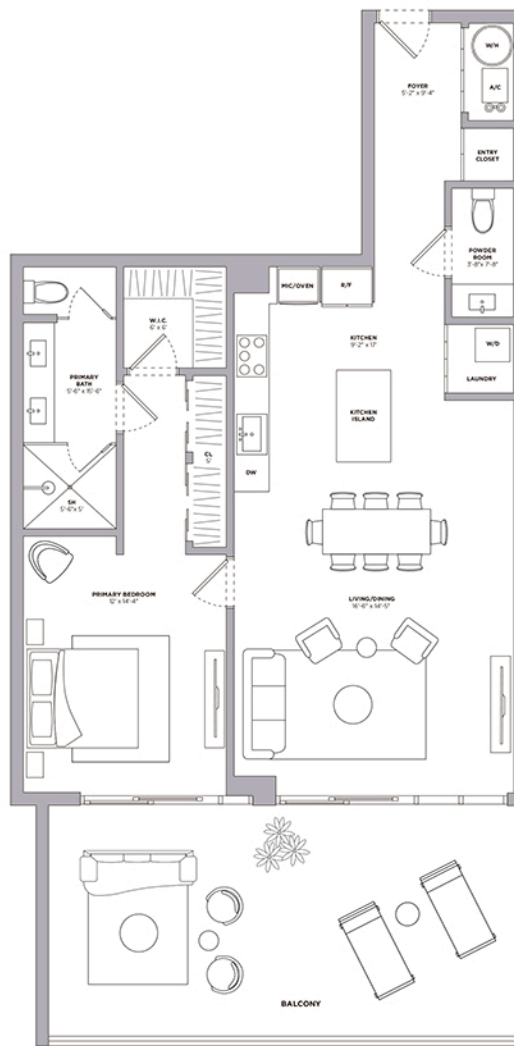 W/H
A/C
FOYER
5'-2" x 9'-4"
ENTRY
CLOSET
POWDER
ROOM
3'-8" x 7'-8"
MIC/OVEN
R/F
W.I.C.
6' x 6'
KITCHEN
9'-2" x 17'
W/D
LAUNDRY
PRIMARY
BATH
5'-6" x 15'-6"
KITCHEN
ISLAND
CL
5'
DW
SH
5'-6" x 5'
PRIMARY BEDROOM
12' x 14'-4"
LIVING/DINING
16'-6" x 14'-5"
BALCONY